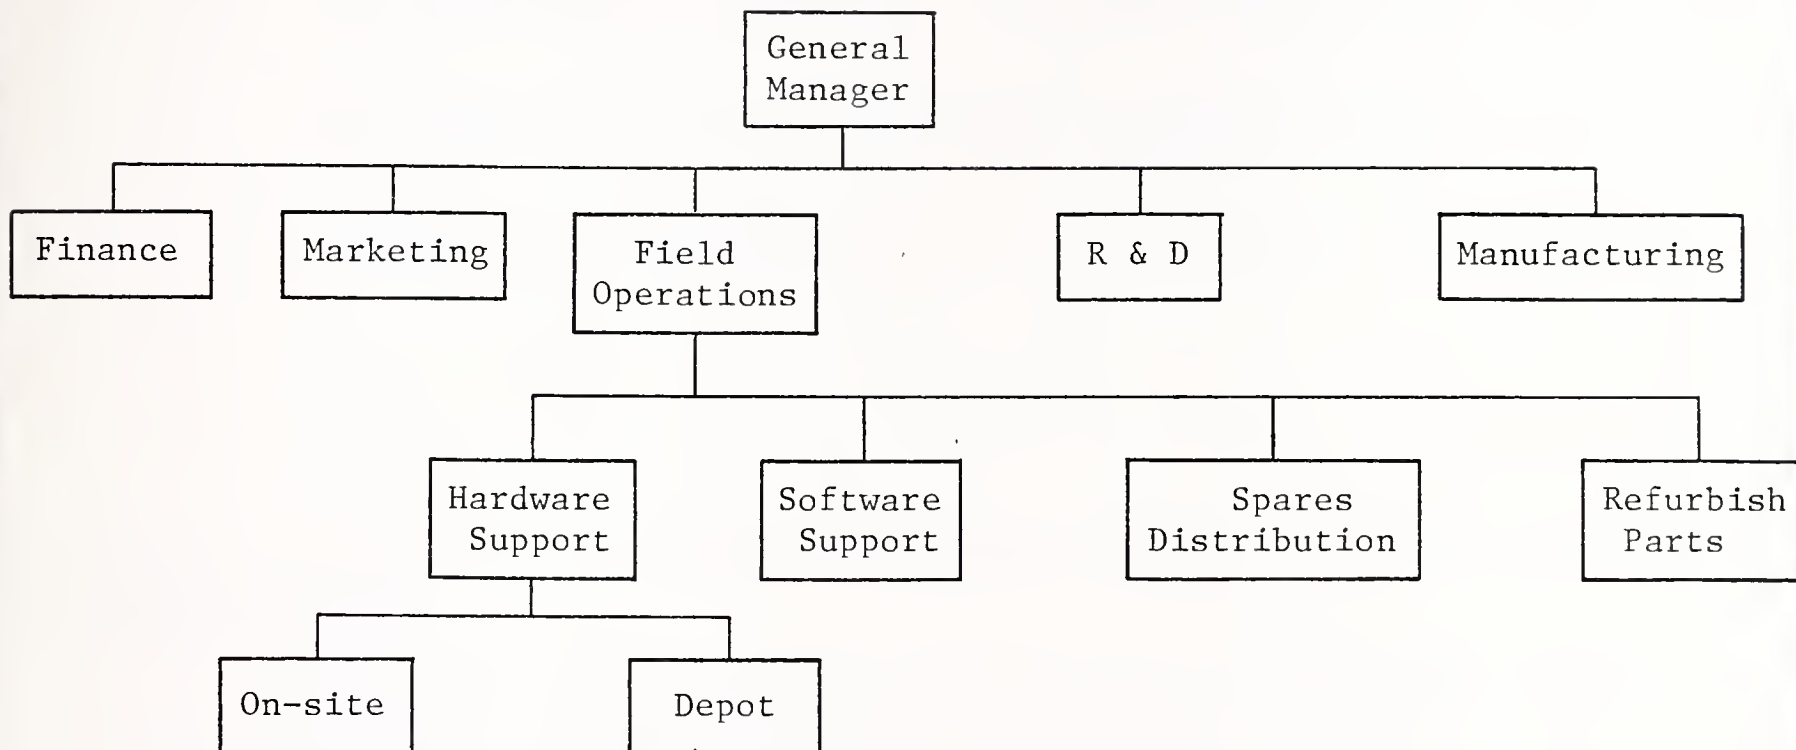 General
Manager
Finance
Marketing
Field
Operations
R & D
Manufacturing
Hardware
Support
Software
Support
Spares
Distribution
Refurbish
Parts
On-site
Depot